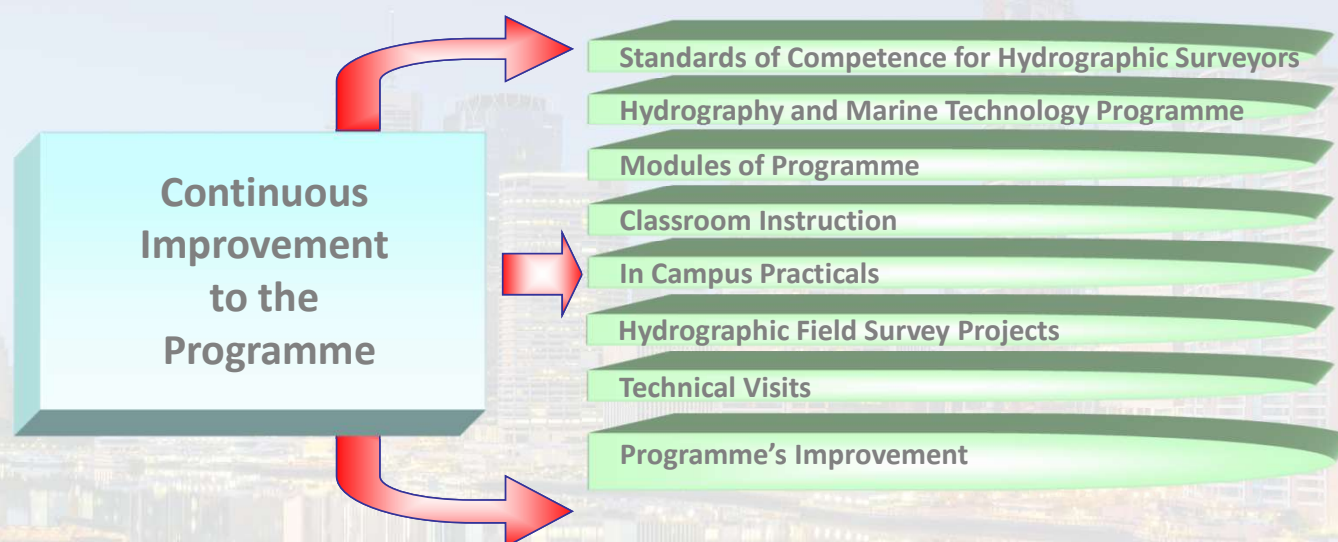 Continuous
Improvement
to the
Programme
Standards of Competence for Hydrographic Surveyors
Hydrography and Marine Technology Programme
Modules of Programme
Classroom Instruction
In Campus Practicals
Hydrographic Field Survey Projects
Technical Visits
Programme’s Improvement